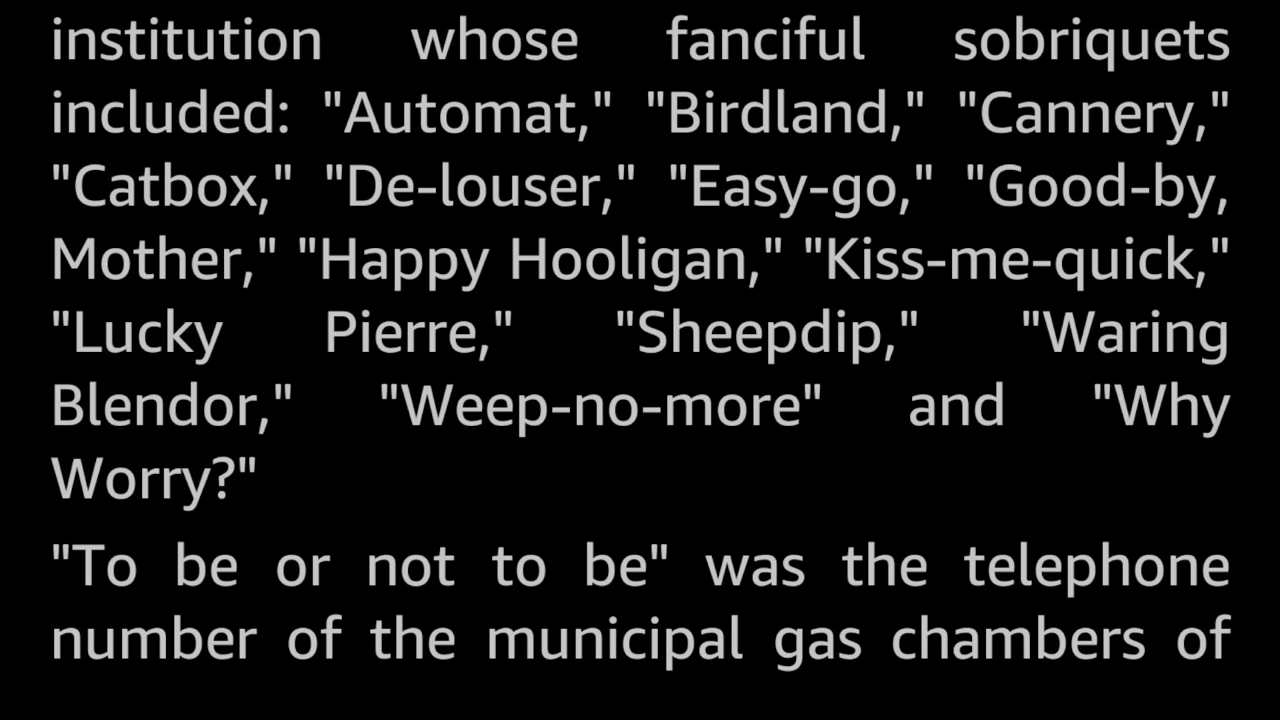 institution whose fanciful sobriquets
included: "Automat," "Birdland," "Cannery,"
"Catbox," "De-louser," "Easy-go," "Good-by,
Mother," "Happy Hooligan," "Kiss-me-quick,"
"Lucky Pierre," "Sheepdip," "Waring
Blendor," "Weep-no-more" and "Why
Worry?"
"To be or not to be" was the telephone
number of the municipal gas chambers of